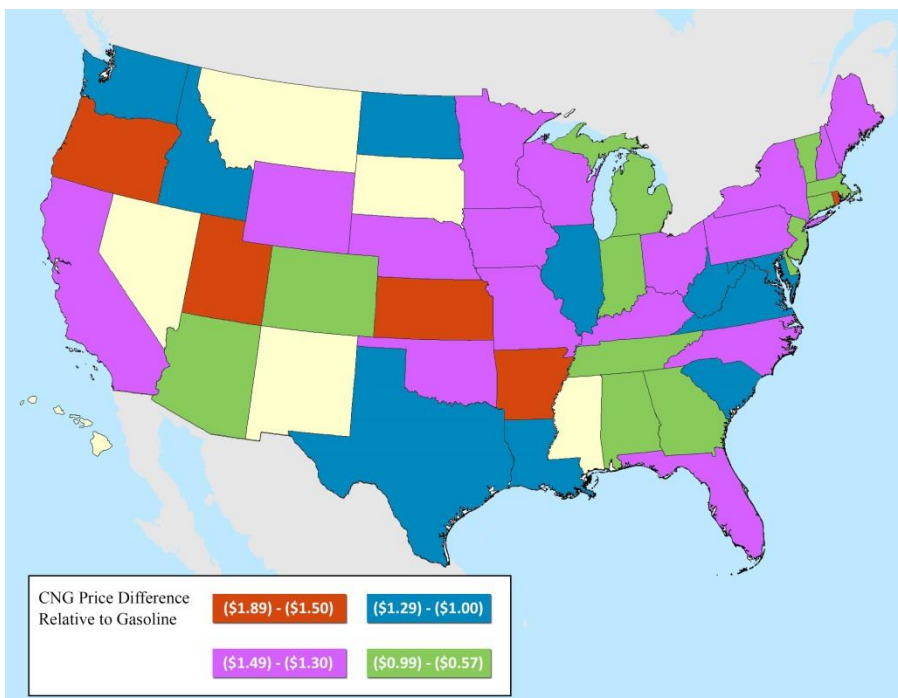 CNG Price Difference
Relative to Gasoline
($1.89) - ($1.50)
($1.29) - ($1.00)
($1.49) - ($1.30)
($0.99) - ($0.57)